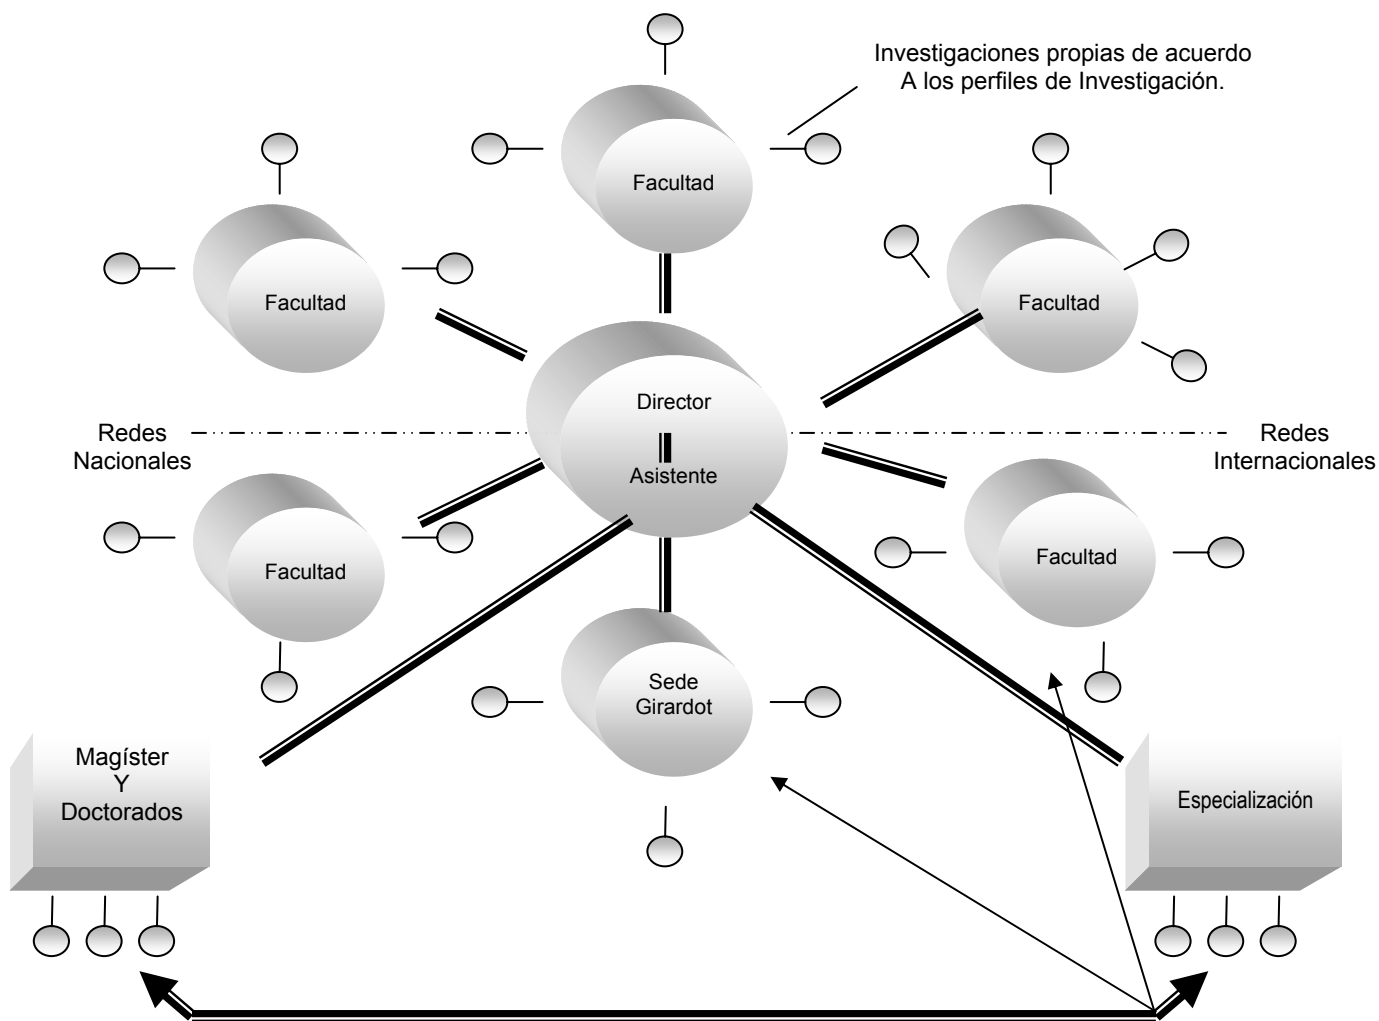 Investigaciones propias de acuerdo
A los perfiles de Investigación.
Facultad
Facultad
Facultad
Director
Redes
Nacionales
Redes
Internacionales
Asistente
Facultad
Facultad
Sede
Girardot
Magíster
Y
Doctorados
Especialización